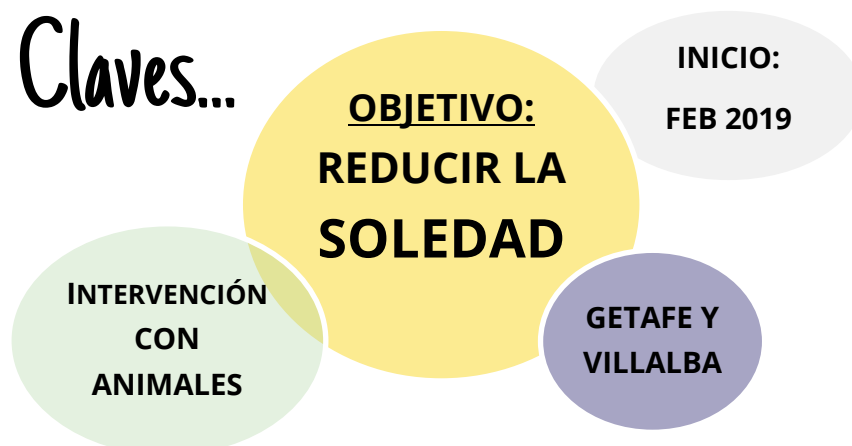 Claves...
OBJETIVO:
REDUCIR LA
SOLEDAD
INICIO:
FEB 2019
INTERVENCIÓN
CON
ANIMALES
GETAFE Y
VILLALBA